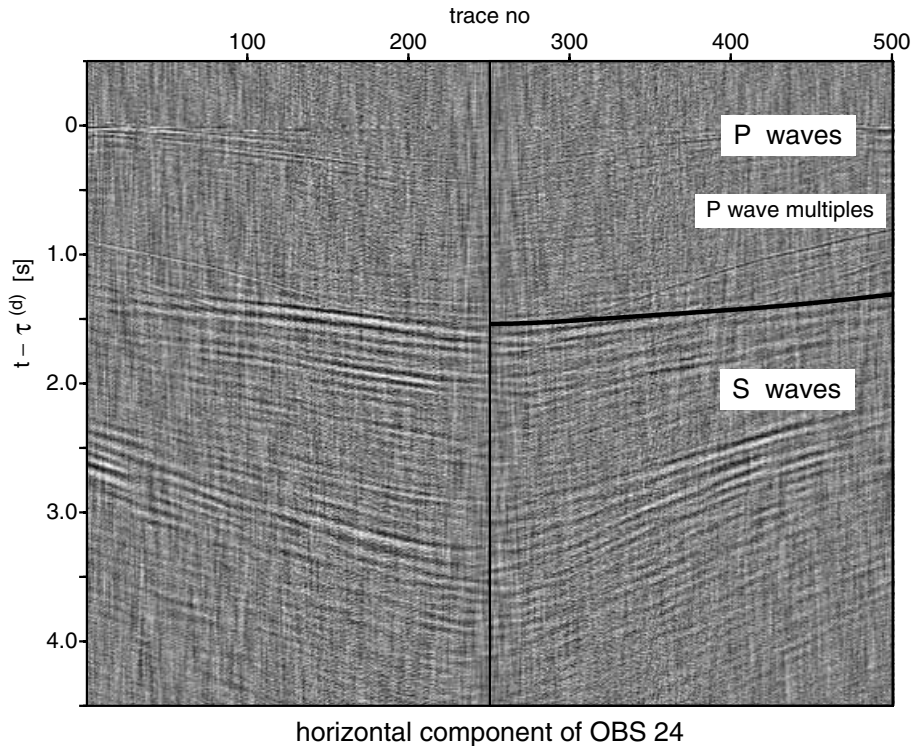 trace no
100 200 300 400 500
0
1.0
2.0
3.0
4.0
t − τ (d) [s]
P waves
P wave multiples
S waves
horizontal component of OBS 24